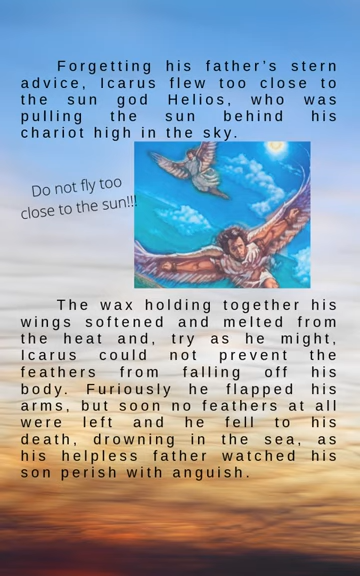 Forgetting his father's stern
advice, Icarus flew too close to
the sun god Helios, who was
pulling the sun behind his
chariot high in the sky.
Do not fly too
close to the sun!!!
The wax holding together his
wings softened and melted from
the heat and, try as he might,
Icarus could not prevent the
feathers from falling off his
body. Furiously he flapped his
arms, but soon no feathers at all
were left and he fell to his
death, drowning in the sea, as
his helpless father watched his
son perish with anguish.